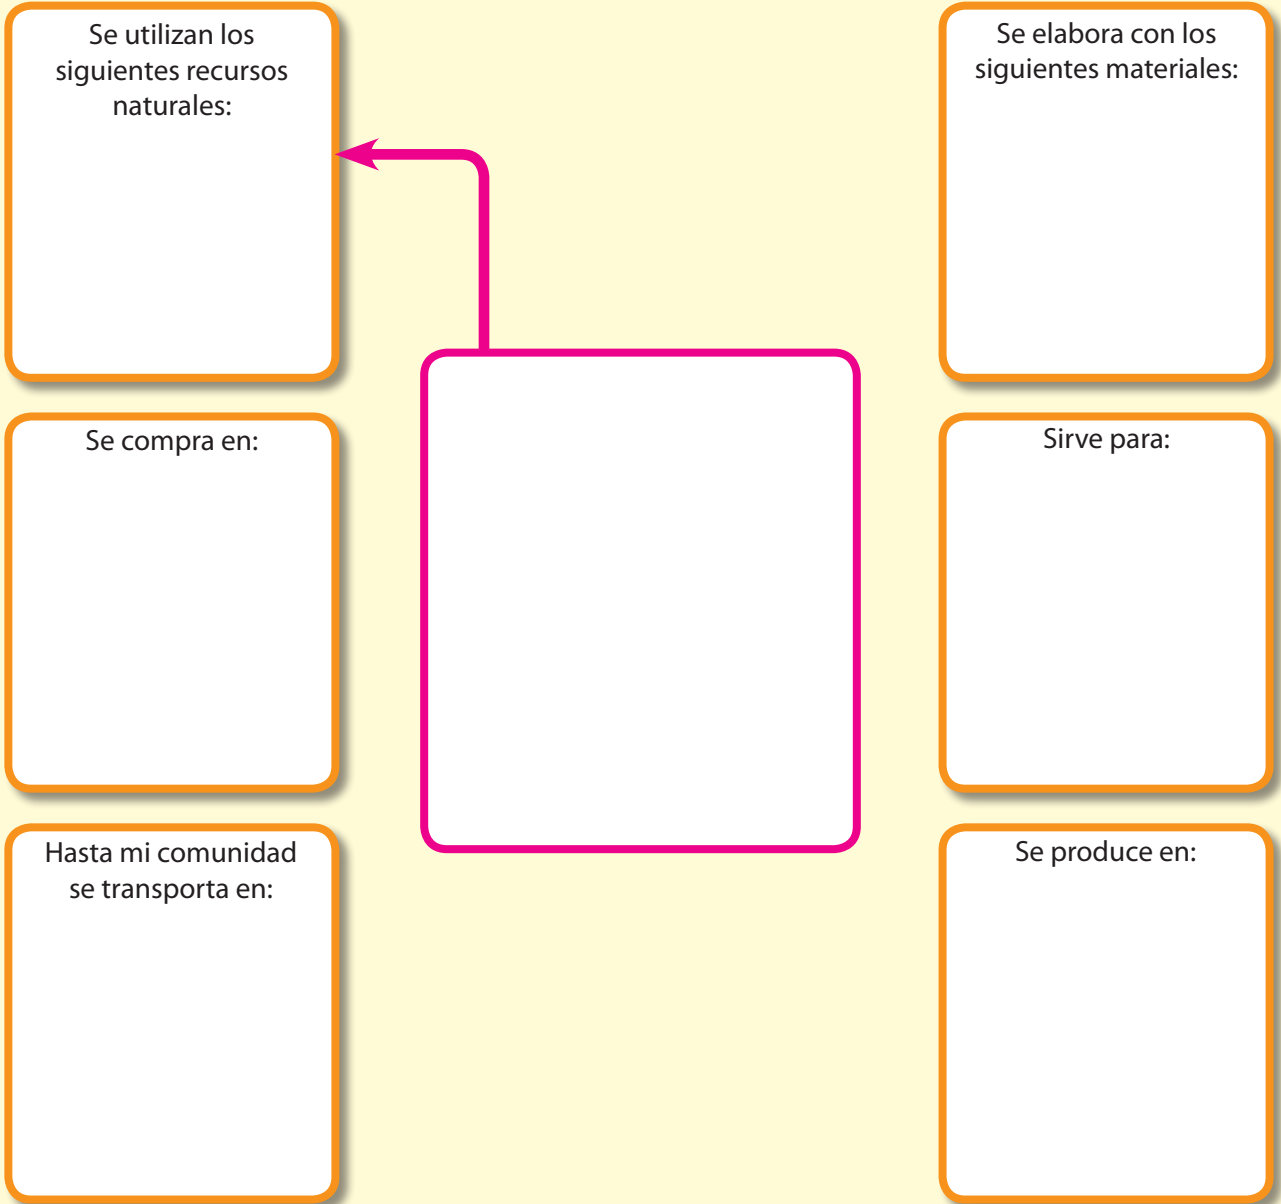 Se utilizan los
siguientes recursos
naturales:
Se elabora con los
siguientes materiales:
Se compra en:
Sirve para:
Hasta mi comunidad
se transporta en:
Se produce en: